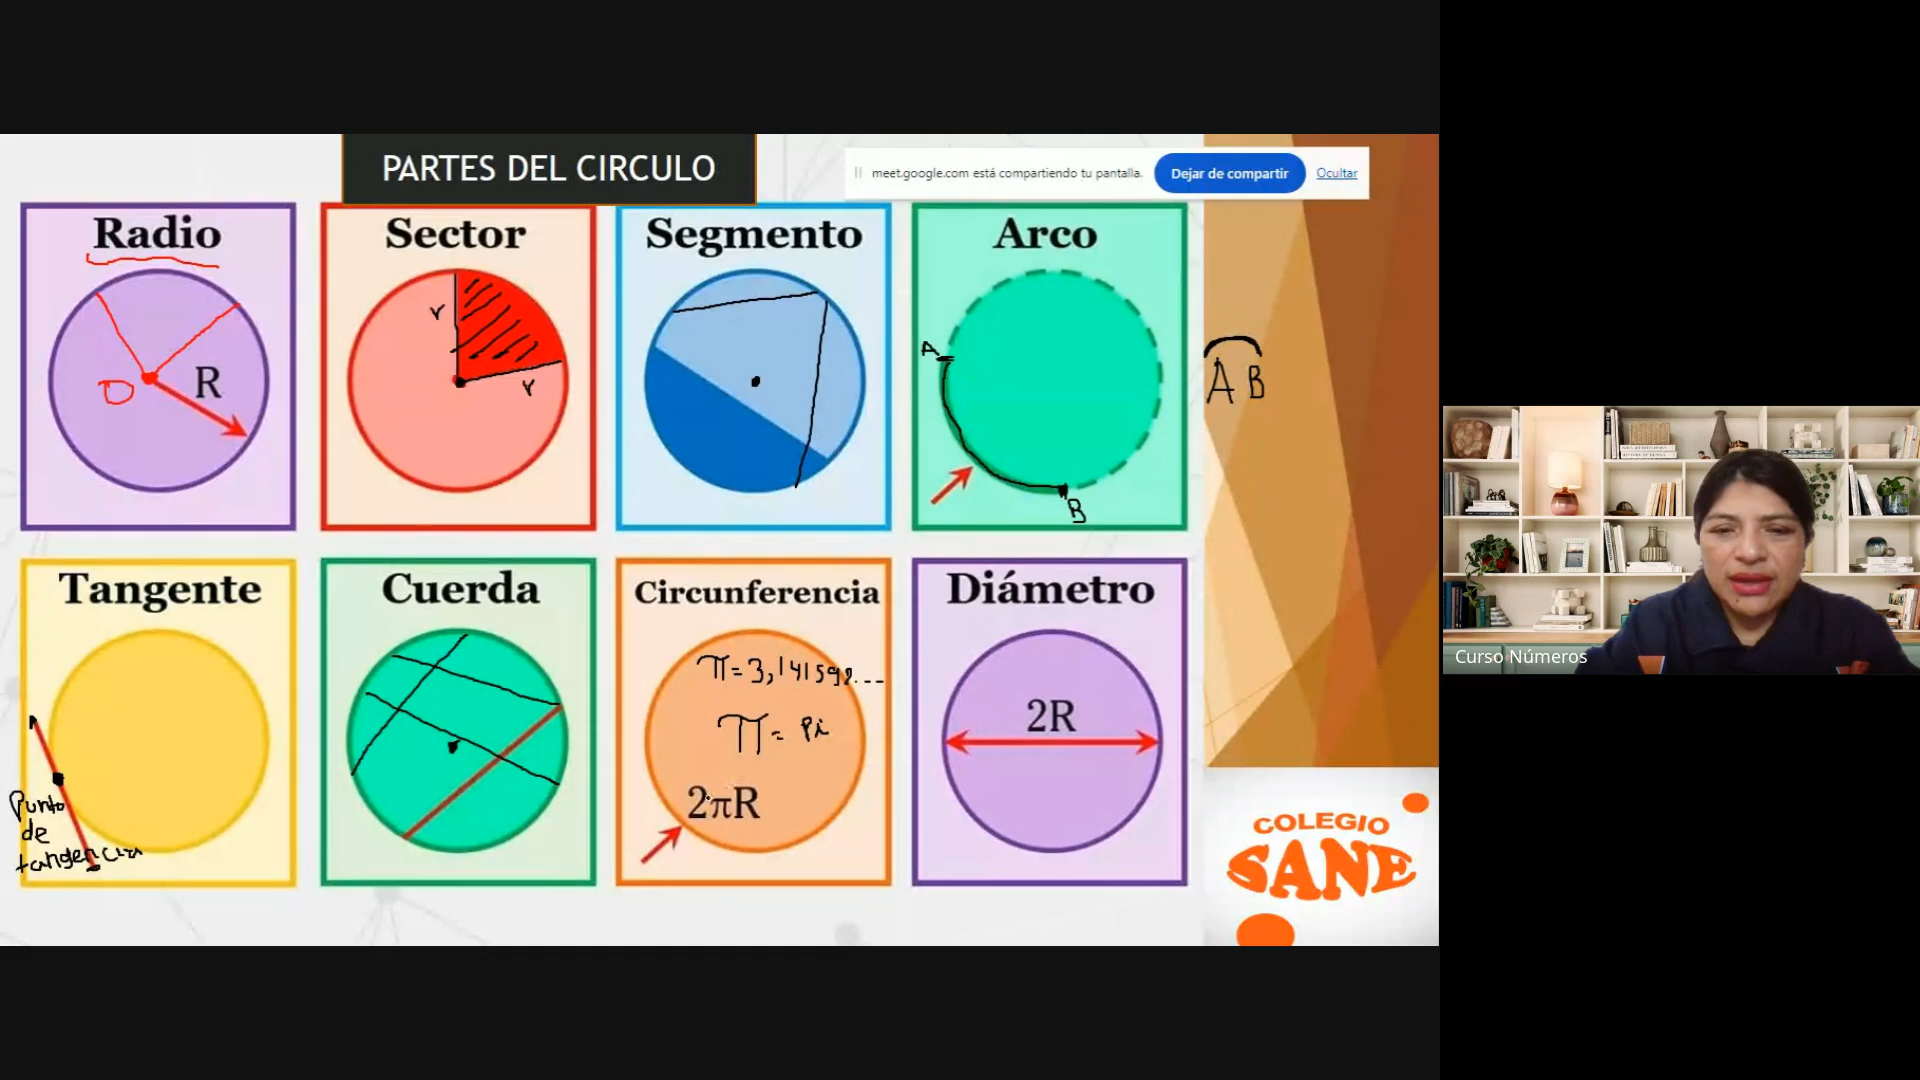 PARTES DEL CIRCULO
meet.google.com está compartiendo tu pantalla.
Dejar de compartir
Ocultar
Radio
Sector
Segmento
Arco
R
O
r
r
A
B
AB
Tangente
Cuerda
Circunferencia
Diámetro
Punto
de
tangencia
π = 3,141592...
π = Pi
2πR
2R
COLEGIO
SANE
Curso Números